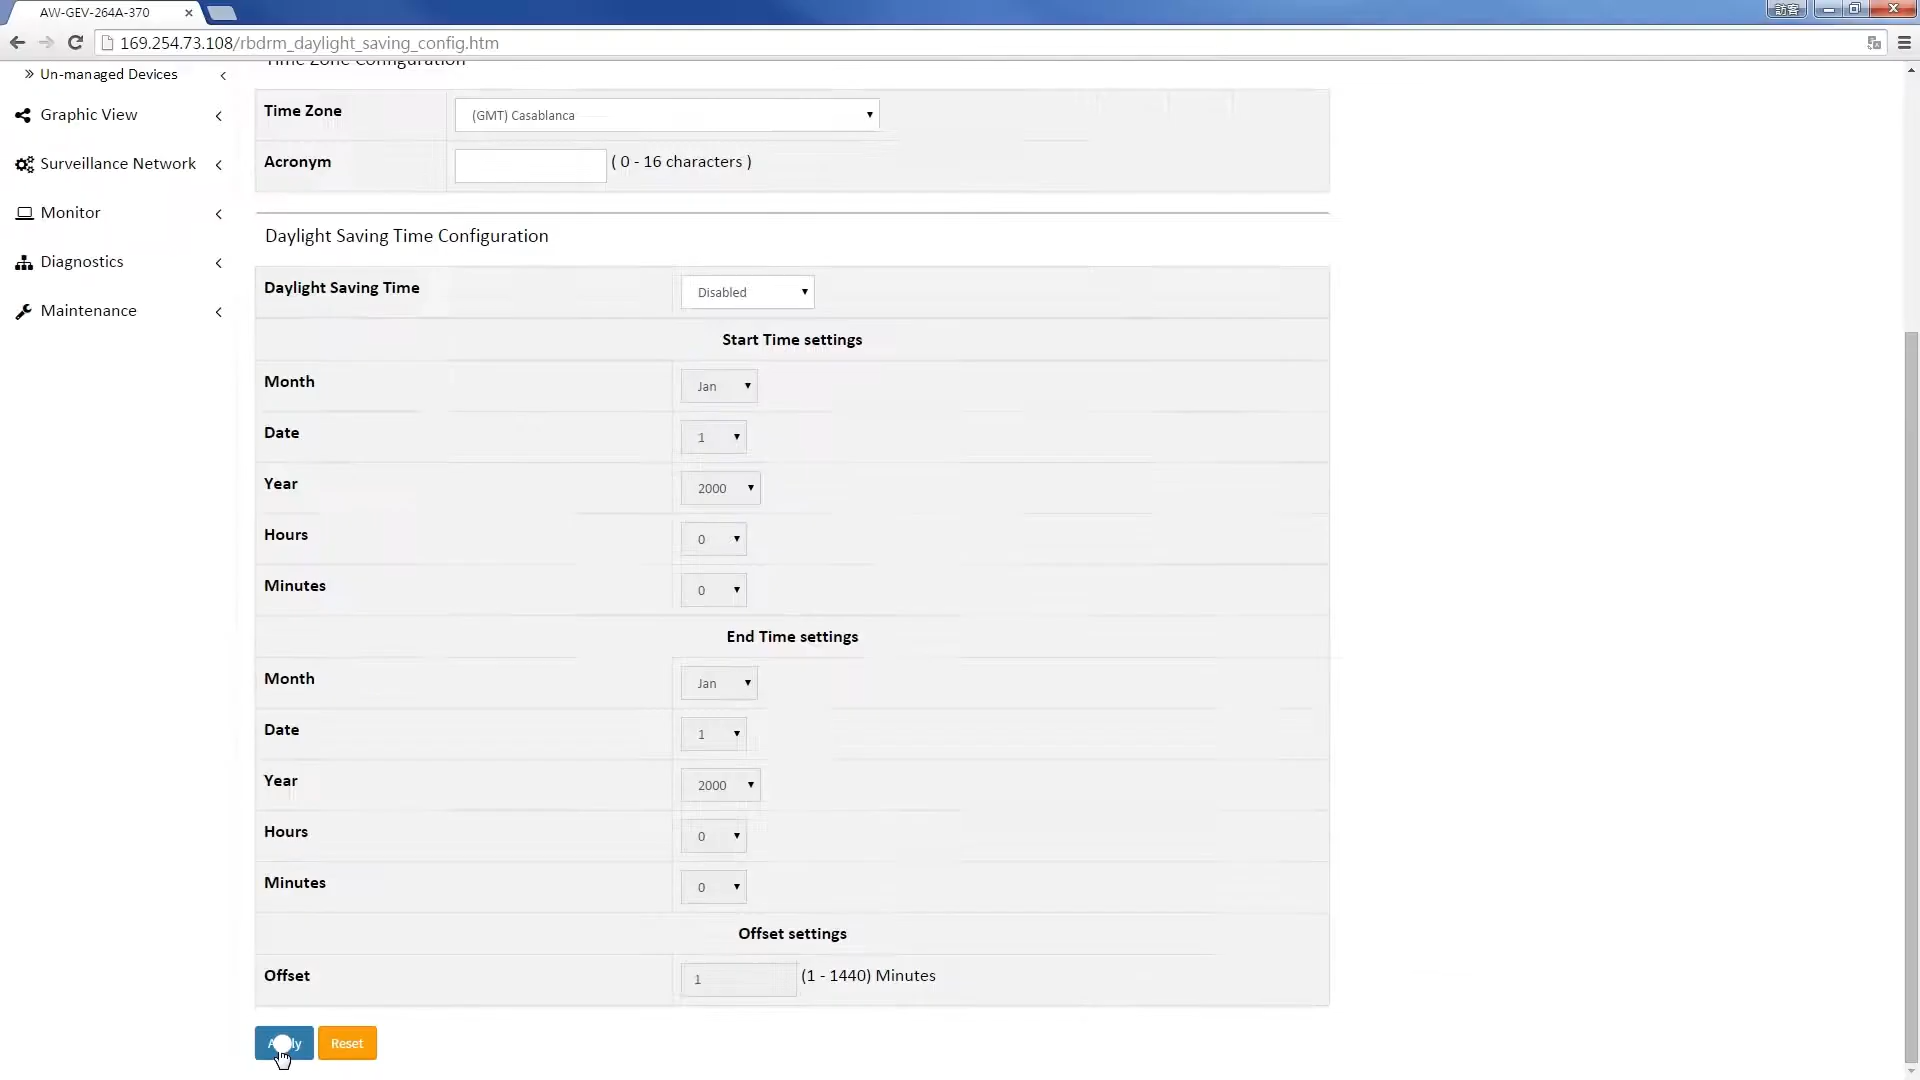 AW-GEV-264A-370
訪客
169.254.73.108/rbdrm_daylight_saving_config.htm
Un-managed Devices
Graphic View
Surveillance Network
Monitor
Diagnostics
Maintenance
Time Zone Configuration
Time Zone (GMT) Casablanca
Acronym ( 0 - 16 characters )
Daylight Saving Time Configuration
Daylight Saving Time Disabled
Start Time settings
Month Jan
Date 1
Year 2000
Hours 0
Minutes 0
End Time settings
Month Jan
Date 1
Year 2000
Hours 0
Minutes 0
Offset settings
Offset 1 (1 - 1440) Minutes
Apply Reset